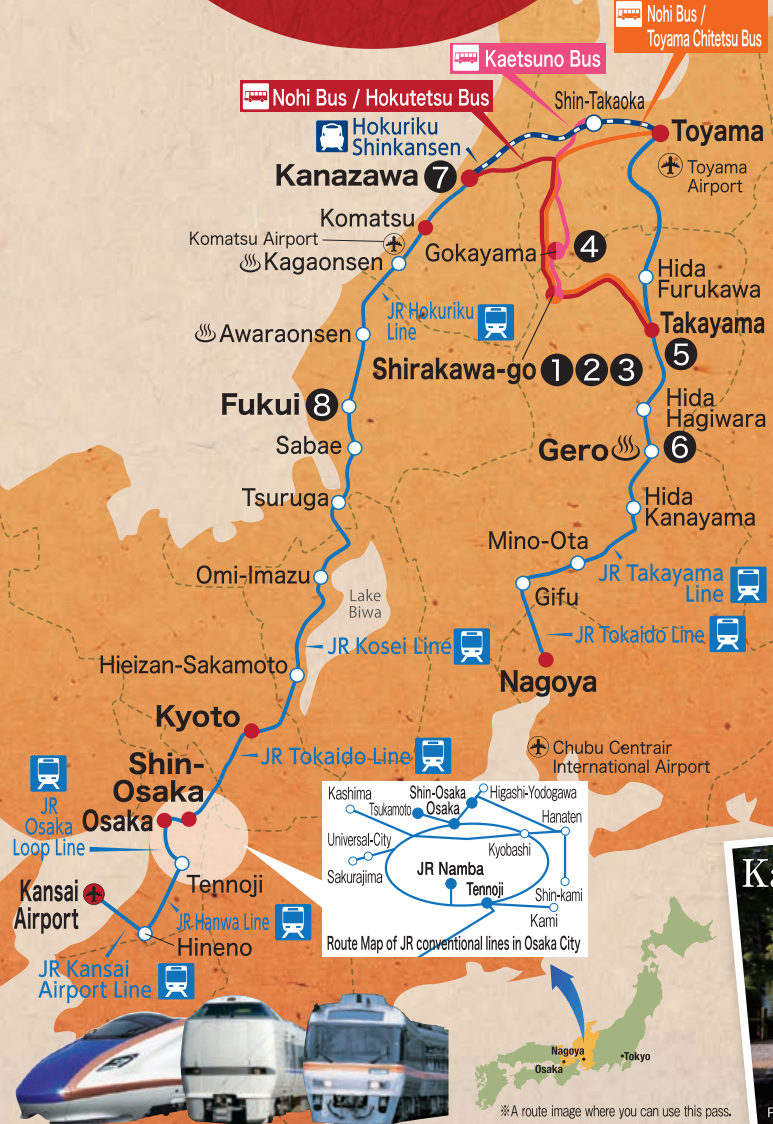 Nohi Bus /
Toyama Chitetsu Bus
Kaetsuno Bus
Nohi Bus / Hokutetsu Bus
Shin-Takaoka
Hokuriku
Shinkansen
Toyama
Kanazawa 7
Toyama
Airport
Komatsu
Komatsu Airport
Gokayama 4
Kagaonsen
Hida
Furukawa
JR Hokuriku
Line
Takayama
5
Awaraonsen
Shirakawa-go 1 2 3
Hida
Hagiwara
Fukui 8
Gero 6
Sabae
Tsuruga
Hida
Kanayama
Mino-Ota
Omi-Imazu
JR Takayama
Line
Gifu
Lake
Biwa
JR Tokaido Line
JR Kosei Line
Hieizan-Sakamoto
Nagoya
Kyoto
JR Tokaido Line
Chubu Centrair
International Airport
Shin-
Osaka
Osaka
JR
Osaka
Loop Line
Tennoji
Kansai
Airport
JR Hanwa Line
Hineno
JR Kansai
Airport Line
Kashima
Shin-Osaka
Higashi-Yodogawa
Tsukamoto
Osaka
Hanaten
Universal-City
Kyobashi
Sakurajima
JR Namba
Tennoji
Shin-kami
Kami
Route Map of JR conventional lines in Osaka City
Ka
Nagoya
Osaka
Tokyo
※A route image where you can use this pass.
F